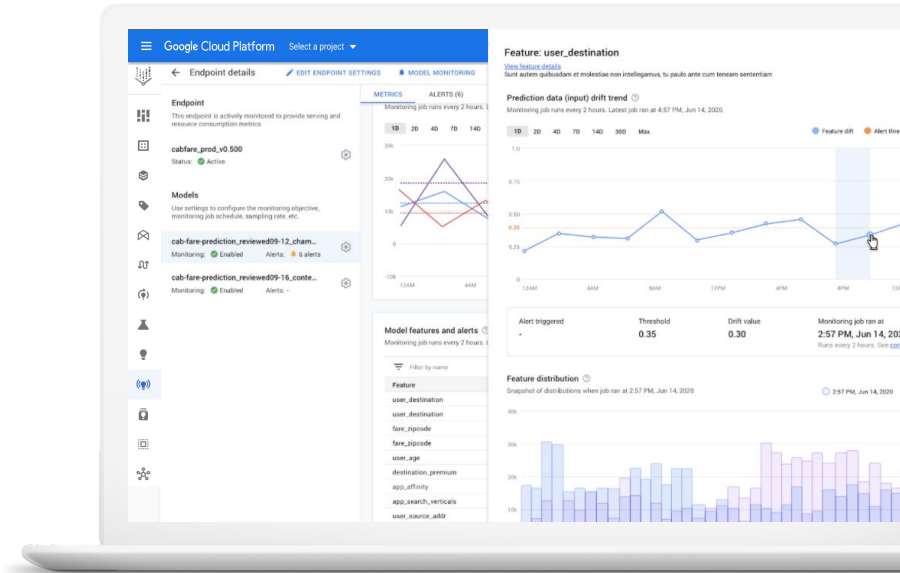 Google Cloud Platform Select a project
Endpoint details EDIT ENDPOINT SETTINGS MODEL MONITORING
Endpoint
This endpoint is actively monitored to provide serving and
resource consumption metrics
cabfare_prod_v0.500
Status: Active
Models
Use settings to configure the monitoring objective,
monitoring job schedule, sampling rate, etc.
cab-fare-prediction_reviewed09-12_cham...
Monitoring: Enabled Alerts: 6 alerts
cab-fare-prediction_reviewed09-16_conte...
Monitoring: Enabled Alerts: -
METRICS ALERTS (6)
Monitoring job runs every 2 hours. L
1D 2D 4D 7D 14D
30k
20k
10k
0
-10k
12AM 4AM
Model features and alerts
Monitoring job runs every 2 hours. L
Filter by name
Feature
user_destination
user_destination
fare_zipcode
fare_zipcode
user_age
destination_premium
app_affinity
app_search_verticals
user_source_addr
Feature: user_destination
View feature details
Sunt autem quibusdam et molestiae non intellegamus, tu paulo ante cum teneam sententiam
Prediction data (input) drift trend
Monitoring job runs every 2 hours. Latest job ran at 4:57 PM, Jun 14, 2020.
1D 2D 4D 7D 14D 30D Max
Feature dift Alert thre
1.0
0.75
0.50
0.35
0.25
0
12AM 4AM 8AM 12PM 4PM 8PM 12A
Alert triggered Threshold Drift value Monitoring job ran at
- 0.35 0.30 2:57 PM, Jun 14, 202
Runs every 2 hours. See con
Feature distribution
Snapshot of distributions when job ran at 2:57 PM, Jun 14, 2020
2:57 PM, Jun 14, 2020
40k
30k
20k
10k